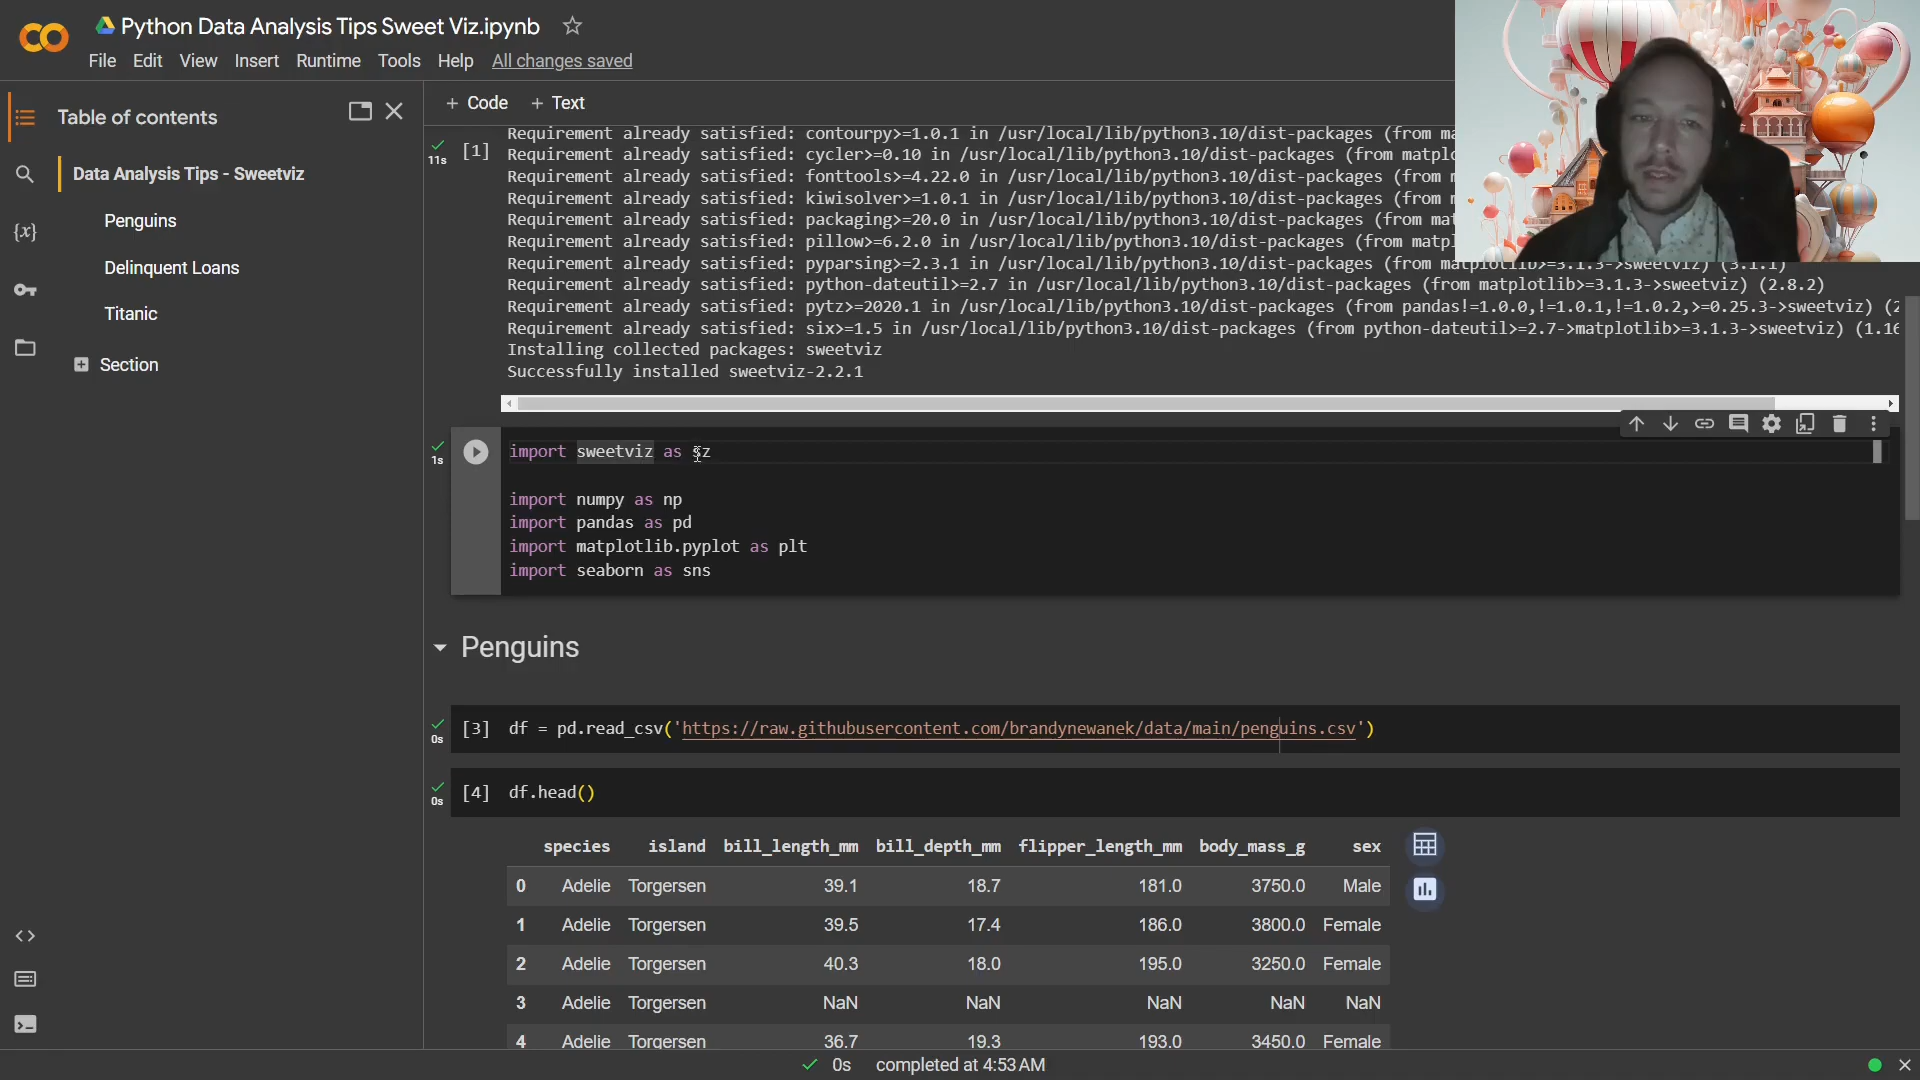 Python Data Analysis Tips Sweet Viz.ipynb
File Edit View Insert Runtime Tools Help All changes saved
Table of contents
Data Analysis Tips - Sweetviz
Penguins
Delinquent Loans
Titanic
Section
{x}
+ Code + Text
11s
[1]
Requirement already satisfied: contourpy>=1.0.1 in /usr/local/lib/python3.10/dist-packages (from
Requirement already satisfied: cycler>=0.10 in /usr/local/lib/python3.10/dist-packages (from matplo
Requirement already satisfied: fonttools>=4.22.0 in /usr/local/lib/python3.10/dist-packages (from
Requirement already satisfied: kiwisolver>=1.0.1 in /usr/local/lib/python3.10/dist-packages (from
Requirement already satisfied: packaging>=20.0 in /usr/local/lib/python3.10/dist-packages (from mat
Requirement already satisfied: pillow>=6.2.0 in /usr/local/lib/python3.10/dist-packages (from matpl
Requirement already satisfied: pyparsing>=2.3.1 in /usr/local/lib/python3.10/dist-packages (from matplotlib>=3.1.3->sweetviz) (3.1.1)
Requirement already satisfied: python-dateutil>=2.7 in /usr/local/lib/python3.10/dist-packages (from matplotlib>=3.1.3->sweetviz) (2.8.2)
Requirement already satisfied: pytz>=2020.1 in /usr/local/lib/python3.10/dist-packages (from pandas!=1.0.0,!=1.0.1,!=1.0.2,>=0.25.3->sweetviz) (2
Requirement already satisfied: six>=1.5 in /usr/local/lib/python3.10/dist-packages (from python-dateutil>=2.7->matplotlib>=3.1.3->sweetviz) (1.16
Installing collected packages: sweetviz
Successfully installed sweetviz-2.2.1
1s
import sweetviz as sz
import numpy as np
import pandas as pd
import matplotlib.pyplot as plt
import seaborn as sns
Penguins
0s
[3] df = pd.read_csv('https://raw.githubusercontent.com/brandynewanek/data/main/penguins.csv')
0s
[4] df.head()
species island bill_length_mm bill_depth_mm flipper_length_mm body_mass_g sex
0 Adelie Torgersen 39.1 18.7 181.0 3750.0 Male
1 Adelie Torgersen 39.5 17.4 186.0 3800.0 Female
2 Adelie Torgersen 40.3 18.0 195.0 3250.0 Female
3 Adelie Torgersen NaN NaN NaN NaN NaN
4 Adelie Torgersen 36.7 19.3 193.0 3450.0 Female
0s completed at 4:53 AM